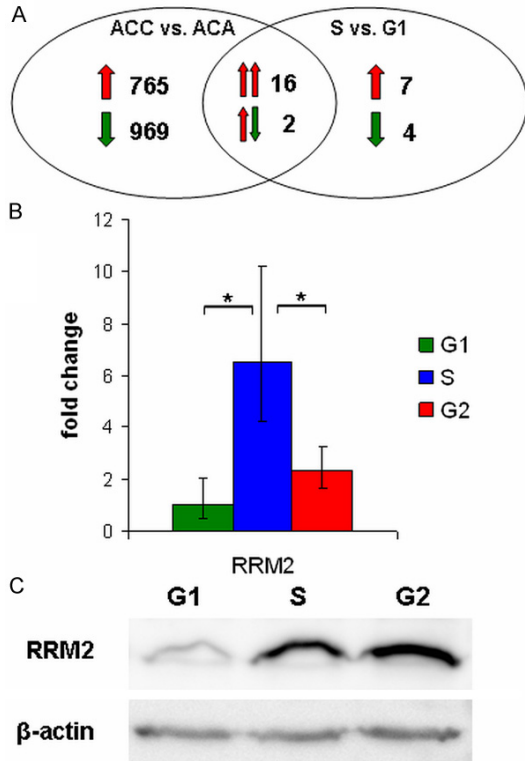 A
ACC vs. ACA
S vs. G1
765
16
7
969
2
4
B
12
10
8
6
4
2
0
fold change
*
*
G1
S
G2
RRM2
C
G1 S G2
RRM2
β-actin